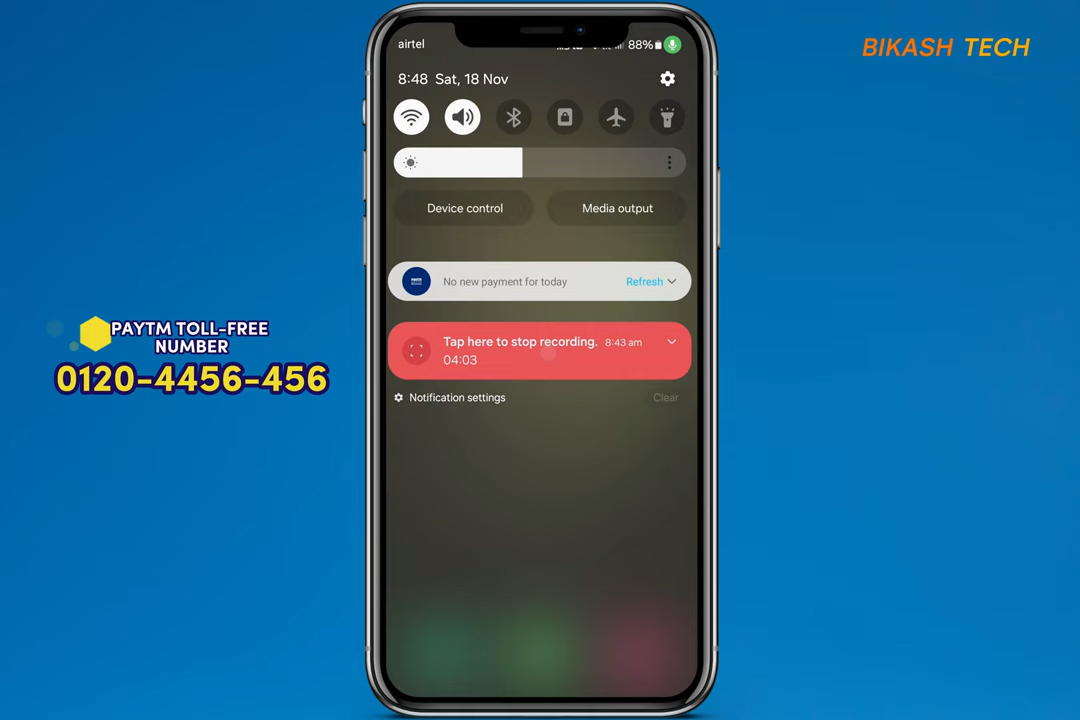 BIKASH TECH
airtel
88%
8:48 Sat, 18 Nov
Device control
Media output
No new payment for today
Refresh
PAYTM TOLL-FREE
NUMBER
0120-4456-456
Tap here to stop recording. 8:43 am
04:03
Notification settings
Clear